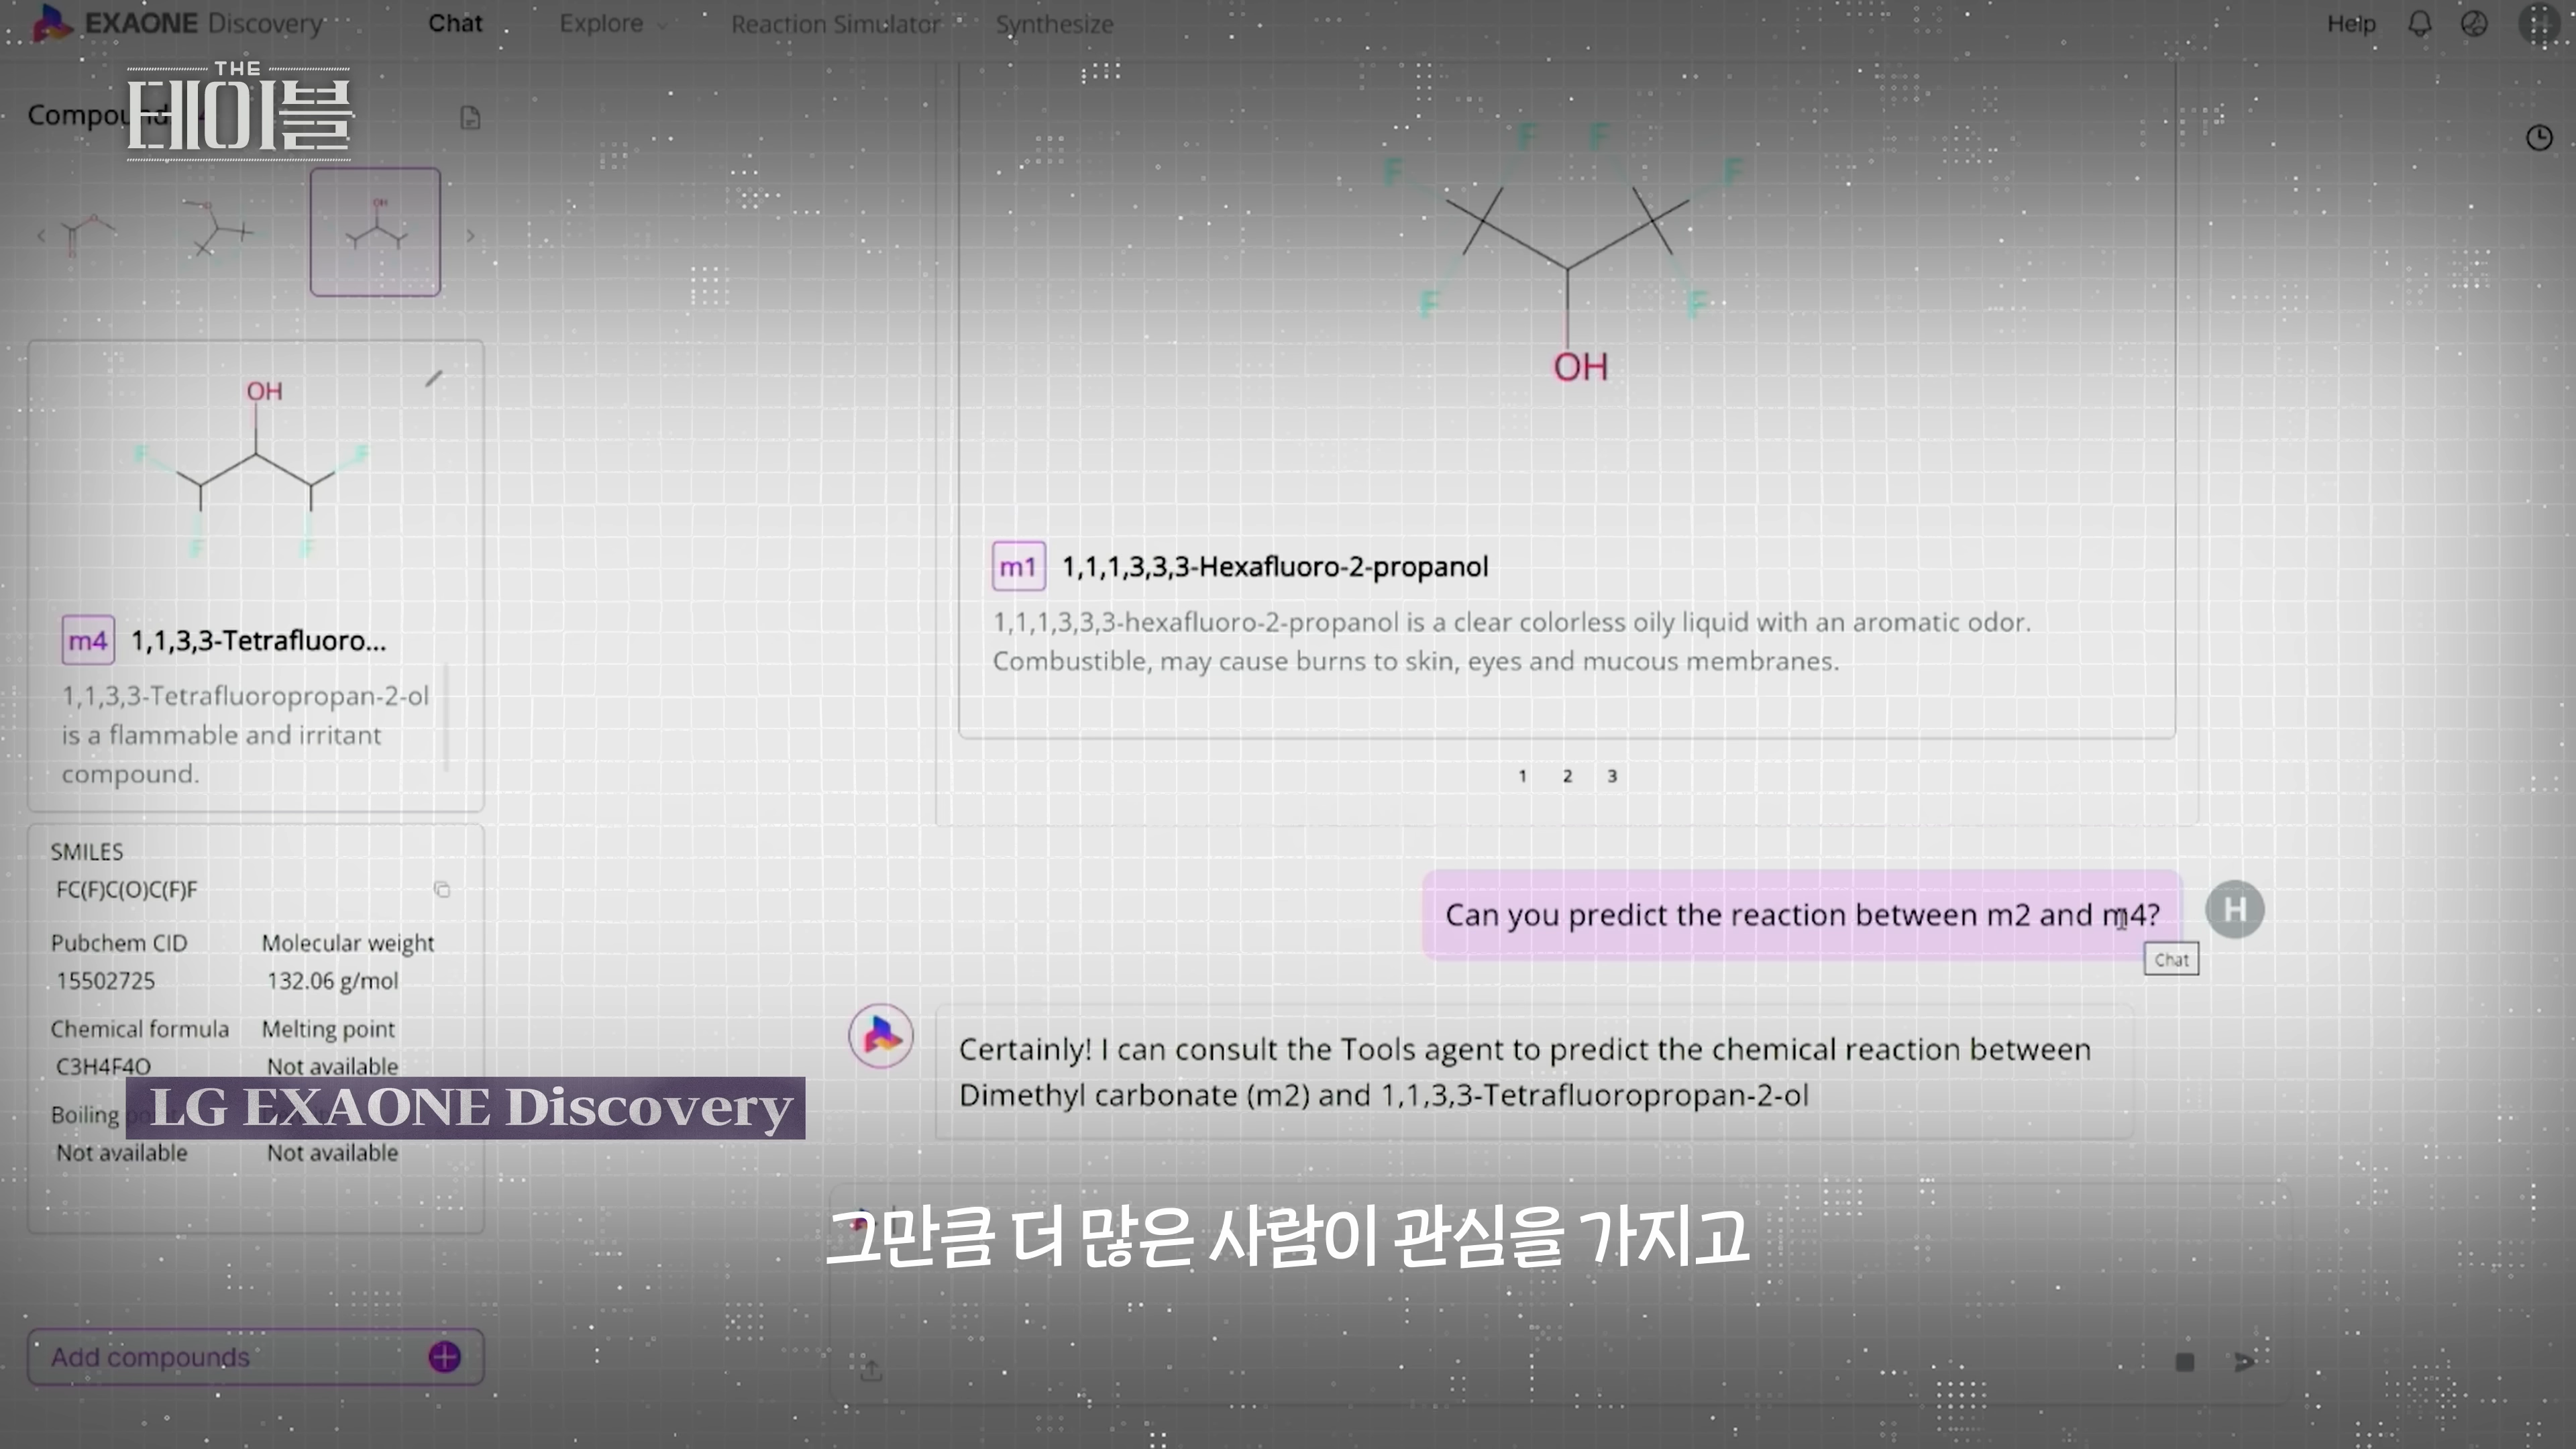 EXAONE Discovery
Chat
Explore
Reaction Simulator
Synthesize
Help
THE
테이블
OH
OH
F
F
F
F
m4 1,1,3,3-Tetrafluoro...
1,1,3,3-Tetrafluoropropan-2-ol
is a flammable and irritant
compound.
SMILES
FC(F)C(O)C(F)F
Pubchem CID Molecular weight
15502725 132.06 g/mol
Chemical formula Melting point
C3H4F4O Not available
Boiling
LG EXAONE Discovery
Not available Not available
Add compounds
F
F
F
F
F
F
OH
m1 1,1,1,3,3,3-Hexafluoro-2-propanol
1,1,1,3,3,3-hexafluoro-2-propanol is a clear colorless oily liquid with an aromatic odor.
Combustible, may cause burns to skin, eyes and mucous membranes.
1 2 3
Can you predict the reaction between m2 and m4?
H
Chat
Certainly! I can consult the Tools agent to predict the chemical reaction between
Dimethyl carbonate (m2) and 1,1,3,3-Tetrafluoropropan-2-ol
그만큼 더 많은 사람이 관심을 가지고